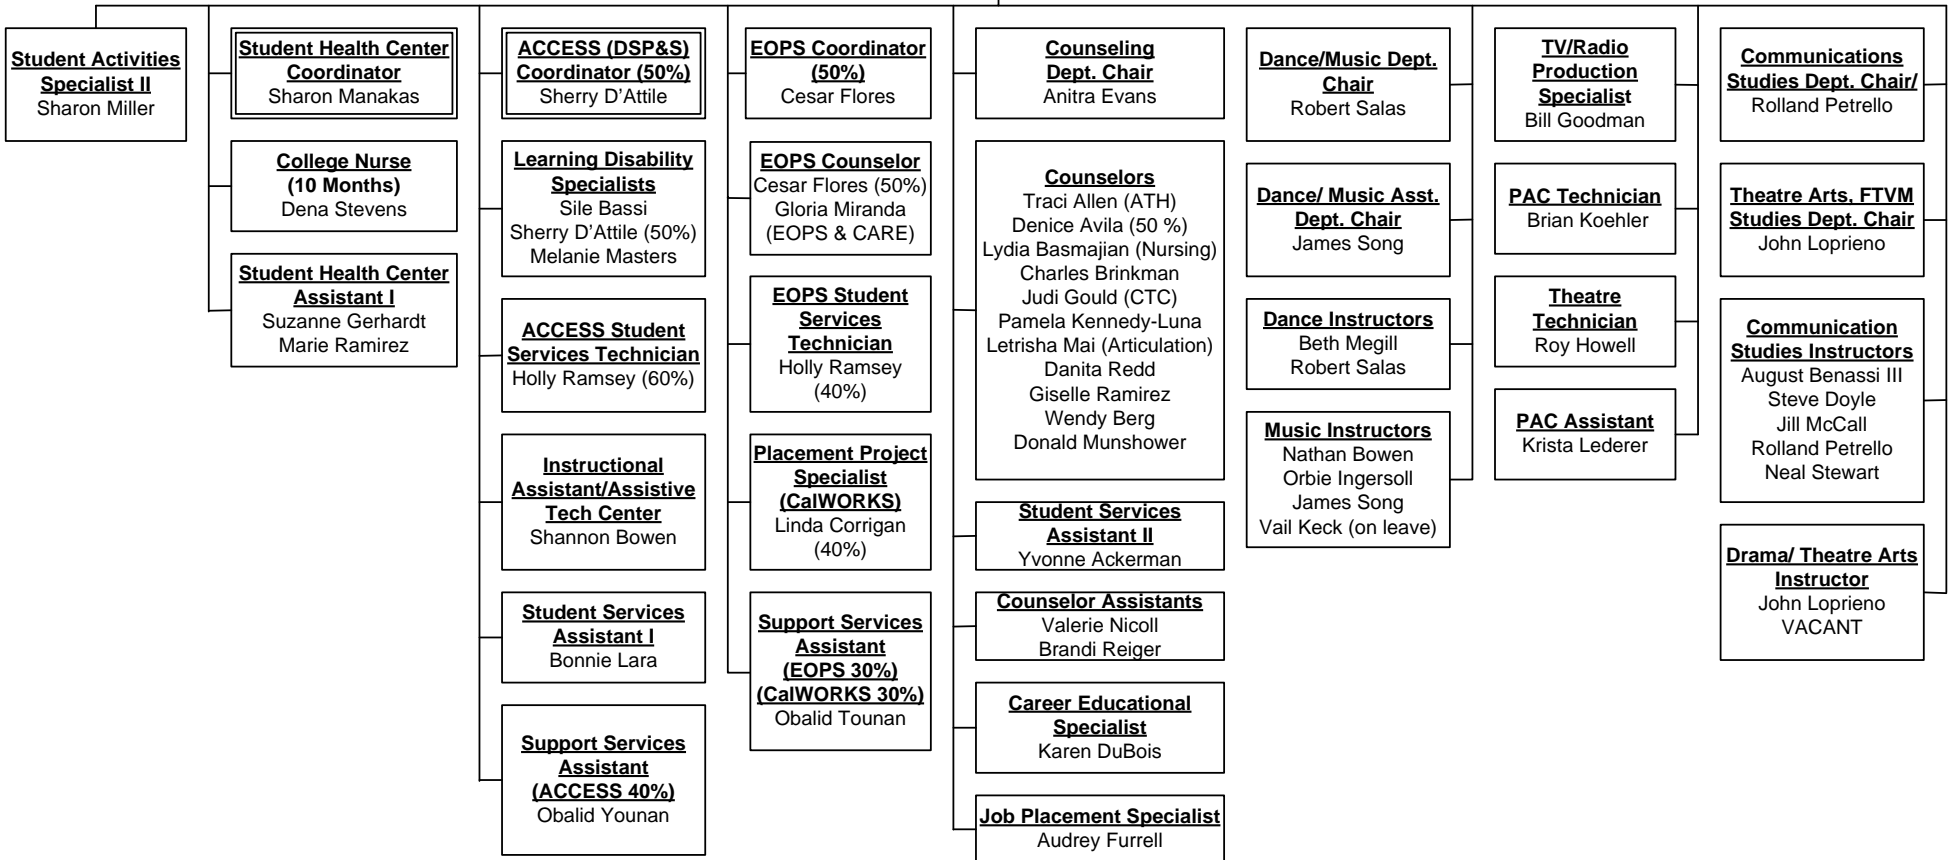 Student Activities
Specialist II
Sharon Miller
Student Health Center
Coordinator
Sharon Manakas
College Nurse
(10 Months)
Dena Stevens
Student Health Center
Assistant I
Suzanne Gerhardt
Marie Ramirez
ACCESS (DSP&S)
Coordinator (50%)
Sherry D'Attile
Learning Disability
Specialists
Sile Bassi
Sherry D'Attile (50%)
Melanie Masters
ACCESS Student
Services Technician
Holly Ramsey (60%)
Instructional
Assistant/Assistive
Tech Center
Shannon Bowen
Student Services
Assistant I
Bonnie Lara
Support Services
Assistant
(ACCESS 40%)
Obalid Younan
EOPS Coordinator
(50%)
Cesar Flores
EOPS Counselor
Cesar Flores (50%)
Gloria Miranda
(EOPS & CARE)
EOPS Student
Services
Technician
Holly Ramsey
(40%)
Placement Project
Specialist
(CalWORKS)
Linda Corrigan
(40%)
Support Services
Assistant
(EOPS 30%)
(CalWORKS 30%)
Obalid Tounan
Counseling
Dept. Chair
Anitra Evans
Counselors
Traci Allen (ATH)
Denice Avila (50 %)
Lydia Basmajian (Nursing)
Charles Brinkman
Judi Gould (CTC)
Pamela Kennedy-Luna
Letrisha Mai (Articulation)
Danita Redd
Giselle Ramirez
Wendy Berg
Donald Munshower
Student Services
Assistant II
Yvonne Ackerman
Counselor Assistants
Valerie Nicoll
Brandi Reiger
Career Educational
Specialist
Karen DuBois
Job Placement Specialist
Audrey Furrell
Dance/Music Dept.
Chair
Robert Salas
Dance/ Music Asst.
Dept. Chair
James Song
Dance Instructors
Beth Megill
Robert Salas
Music Instructors
Nathan Bowen
Orbie Ingersoll
James Song
Vail Keck (on leave)
TV/Radio
Production
Specialist
Bill Goodman
PAC Technician
Brian Koehler
Theatre
Technician
Roy Howell
PAC Assistant
Krista Lederer
Communications
Studies Dept. Chair/
Rolland Petrello
Theatre Arts, FTVM
Studies Dept. Chair
John Loprieno
Communication
Studies Instructors
August Benassi III
Steve Doyle
Jill McCall
Rolland Petrello
Neal Stewart
Drama/ Theatre Arts
Instructor
John Loprieno
VACANT